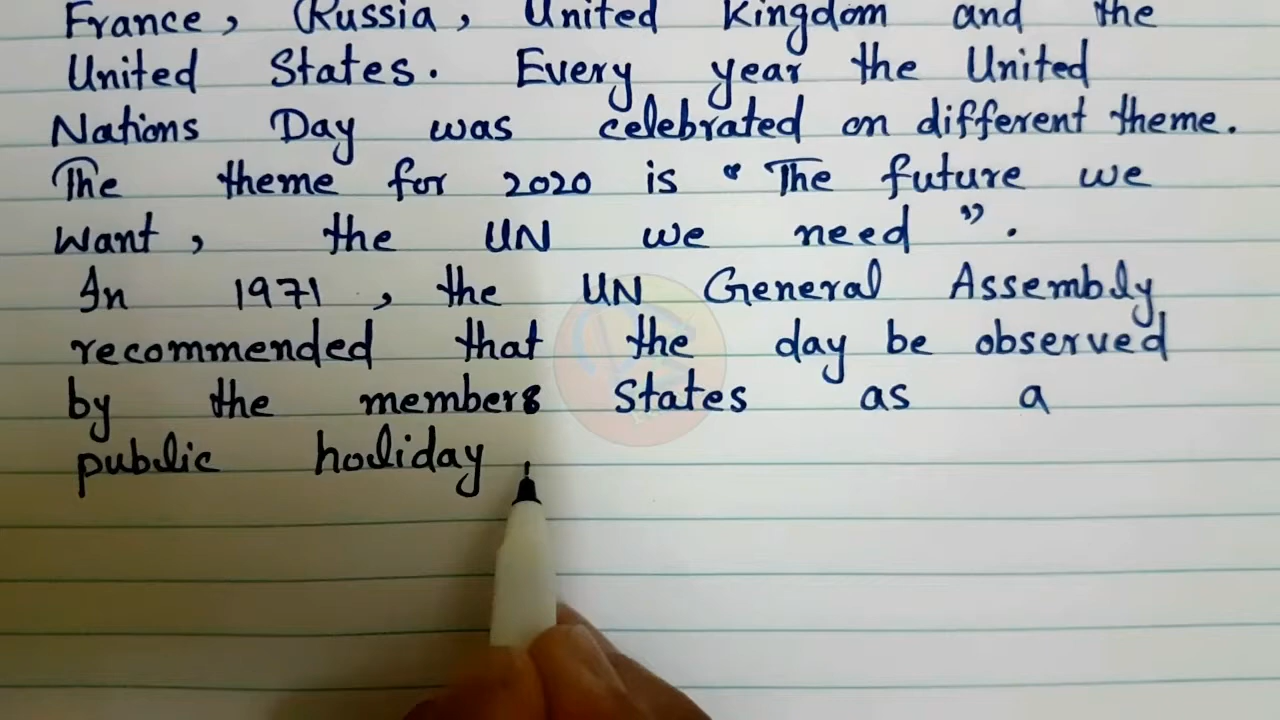 France, Russia, United Kingdom and the
United States. Every year the United
Nations Day was celebrated on different theme.
The theme for 2020 is “The future we
want, the UN we need”.
In 1971, the UN General Assembly
recommended that the day be observed
by the members States as a
public holiday